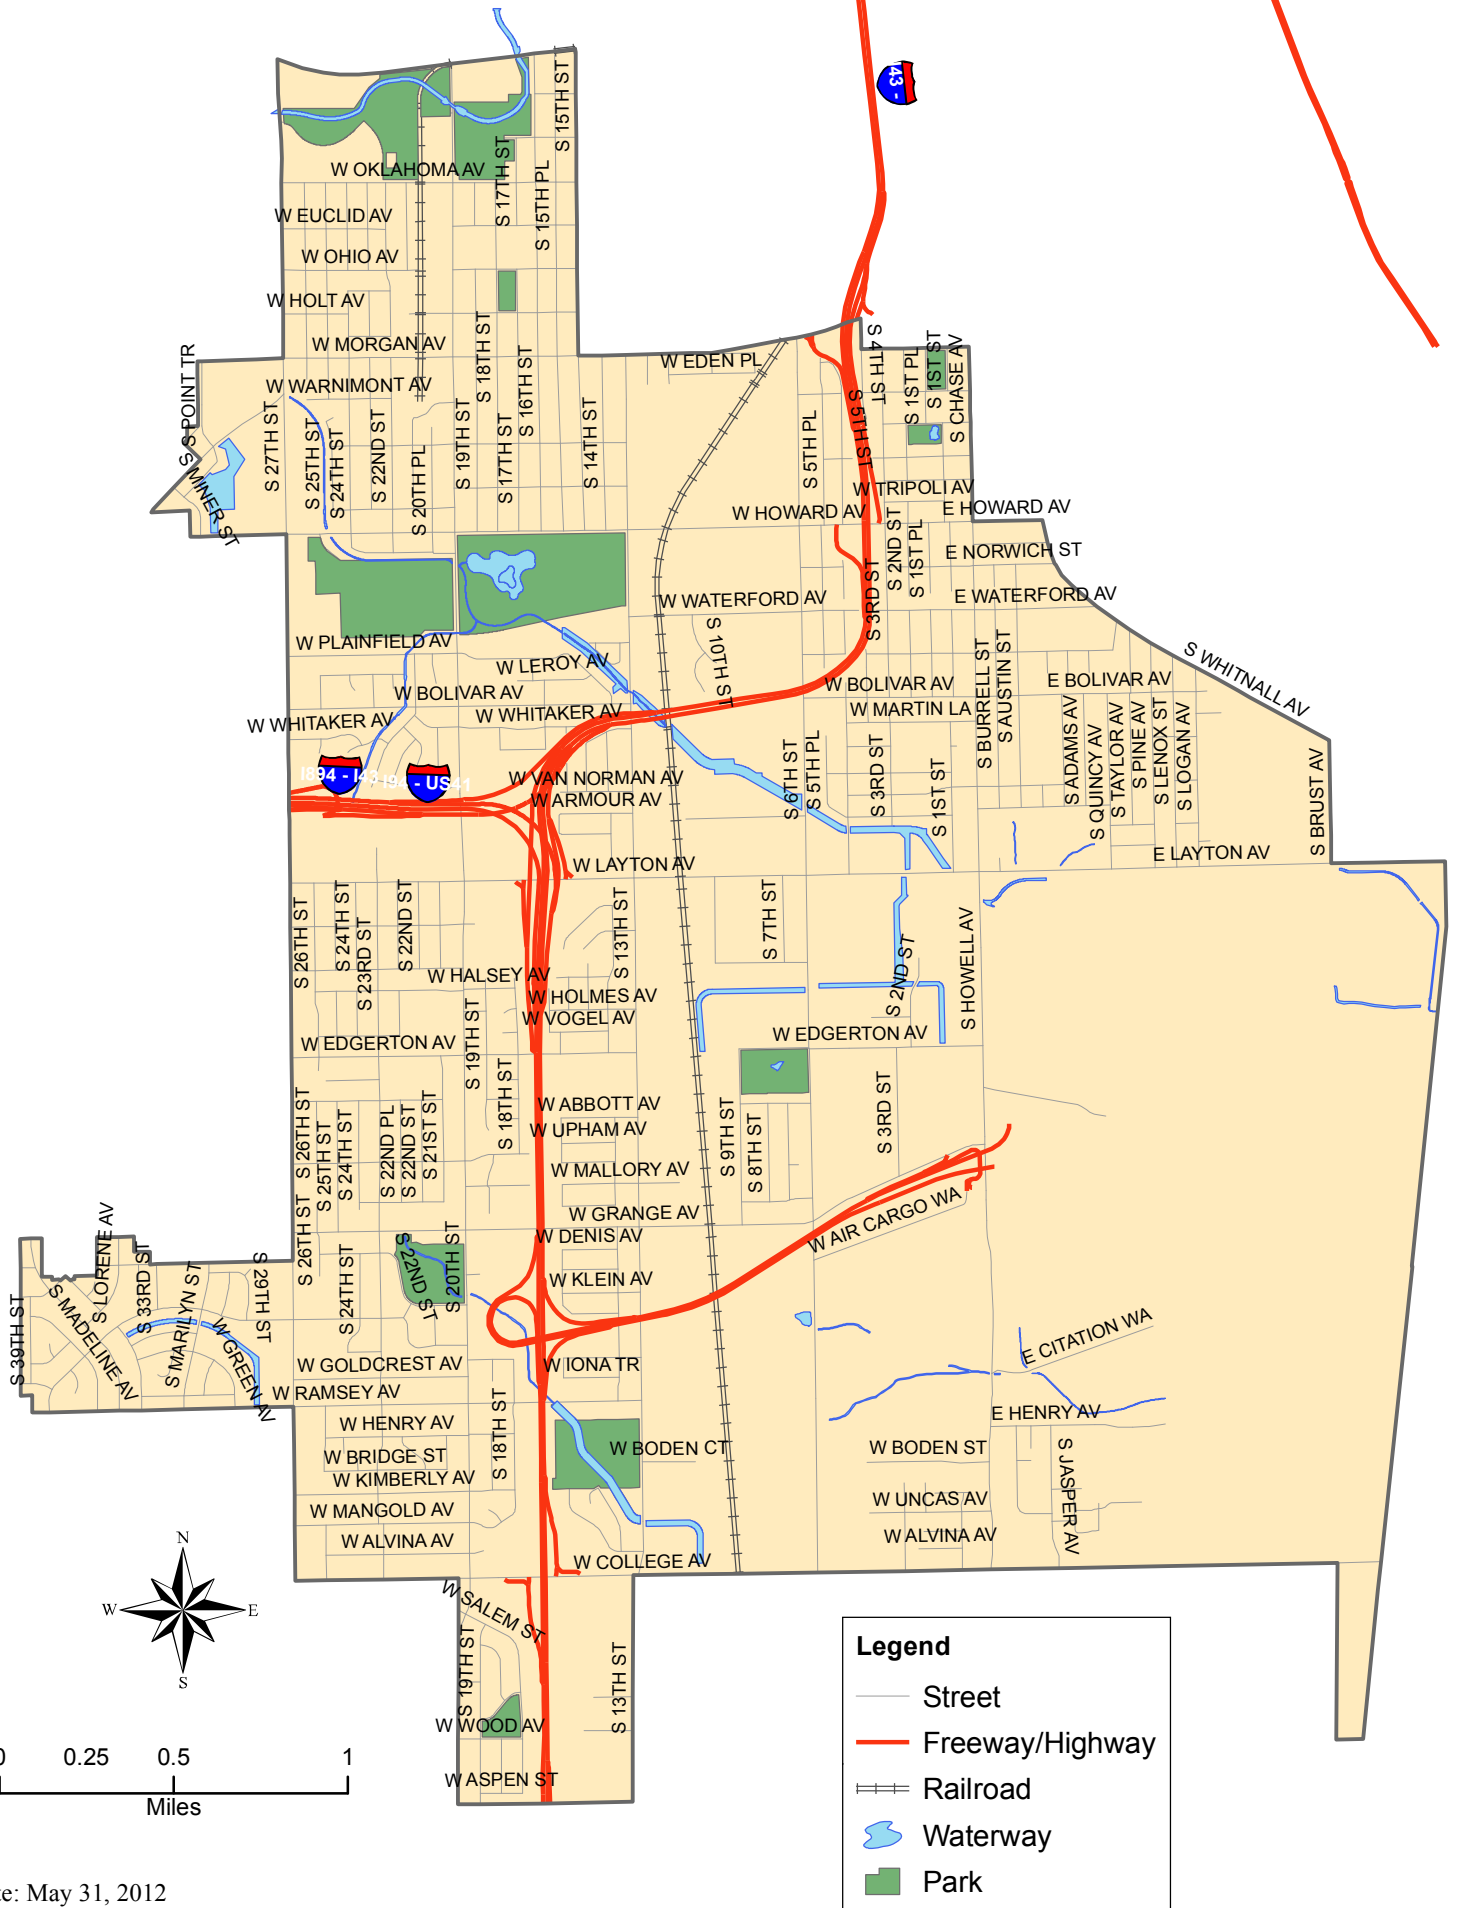 43 -
S 15TH ST
W OKLAHOMA AV
S 17TH ST
S 15TH PL
W EUCLID AV
W OHIO AV
W HOLT AV
W MORGAN AV
S 18TH ST
S 16TH ST
W EDEN PL
S 4TH ST
S 1ST PL
S 1ST ST
S CHASE AV
S POINT TR
W WARNIMONT AV
S 27TH ST
S 25TH ST
S 24TH ST
S 22ND ST
S 20TH PL
S 19TH ST
S 17TH ST
S 14TH ST
S 5TH PL
S 5TH ST
S S MINER ST
W TRIPOLI AV
W HOWARD AV
E HOWARD AV
S 2ND ST
S 1ST PL
E NORWICH ST
S 3RD ST
W WATERFORD AV
E WATERFORD AV
W PLAINFIELD AV
W LEROY AV
S 10TH ST
S BURRELL ST
S AUSTIN ST
S WHITNALL AV
W BOLIVAR AV
W BOLIVAR AV
E BOLIVAR AV
W WHITAKER AV
W WHITAKER AV
W MARTIN LA
S ADAMS AV
S QUINCY AV
S TAYLOR AV
S PINE AV
S LENOX ST
S LOGAN AV
S BRUST AV
I894 - I43
I94 - US41
W VAN NORMAN AV
W ARMOUR AV
S 6TH ST
S 5TH PL
S 3RD ST
S 1ST ST
W LAYTON AV
E LAYTON AV
S 26TH ST
S 24TH ST
S 23RD ST
S 22ND ST
S 13TH ST
S 7TH ST
S 2ND ST
S HOWELL AV
W HALSEY AV
W HOLMES AV
W VOGEL AV
W EDGERTON AV
W EDGERTON AV
S 19TH ST
S 18TH ST
S 26TH ST
S 25TH ST
S 24TH ST
S 22ND PL
S 22ND ST
S 21ST ST
W ABBOTT AV
W UPHAM AV
W MALLORY AV
S 9TH ST
S 8TH ST
S 3RD ST
W GRANGE AV
W DENIS AV
W AIR CARGO WA
S LORENE AV
S 33RD ST
S MARILYN ST
S 29TH ST
S 26TH ST
S 24TH ST
S 22ND ST
S 20TH ST
W KLEIN AV
S 39TH ST
S MADELINE AV
W GREEN AV
E CITATION WA
W GOLDCREST AV
W IONA TR
W RAMSEY AV
W HENRY AV
S 18TH ST
E HENRY AV
W BRIDGE ST
W BODEN CT
W BODEN ST
S JASPER AV
W KIMBERLY AV
W MANGOLD AV
W UNCAS AV
W ALVINA AV
W ALVINA AV
W COLLEGE AV
W SALEM ST
S 19TH ST
S 13TH ST
W WOOD AV
W ASPEN ST
N
W E
S
0 0.25 0.5 1
Miles
Legend
Street
Freeway/Highway
Railroad
Waterway
Park
te: May 31, 2012